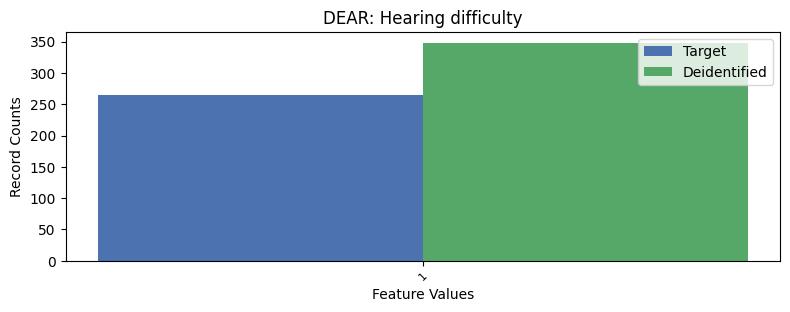 DEAR: Hearing difficulty
Target
Deidentified
Record Counts
350
300
250
200
150
100
50
0
1
Feature Values